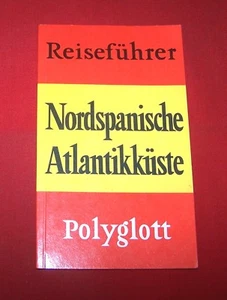 Reiseführer
Nordspanische
Atlantikküste
Polyglott